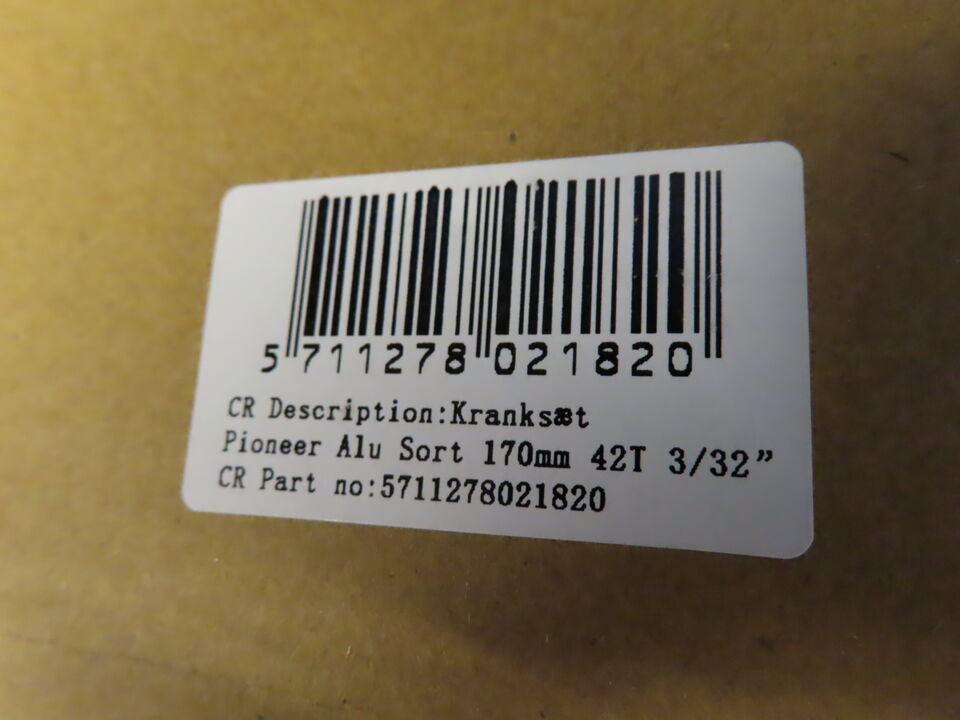 5 711278 021820
CR Description:Kranksæt
Pioneer Alu Sort 170mm 42T 3/32”
CR Part no:5711278021820